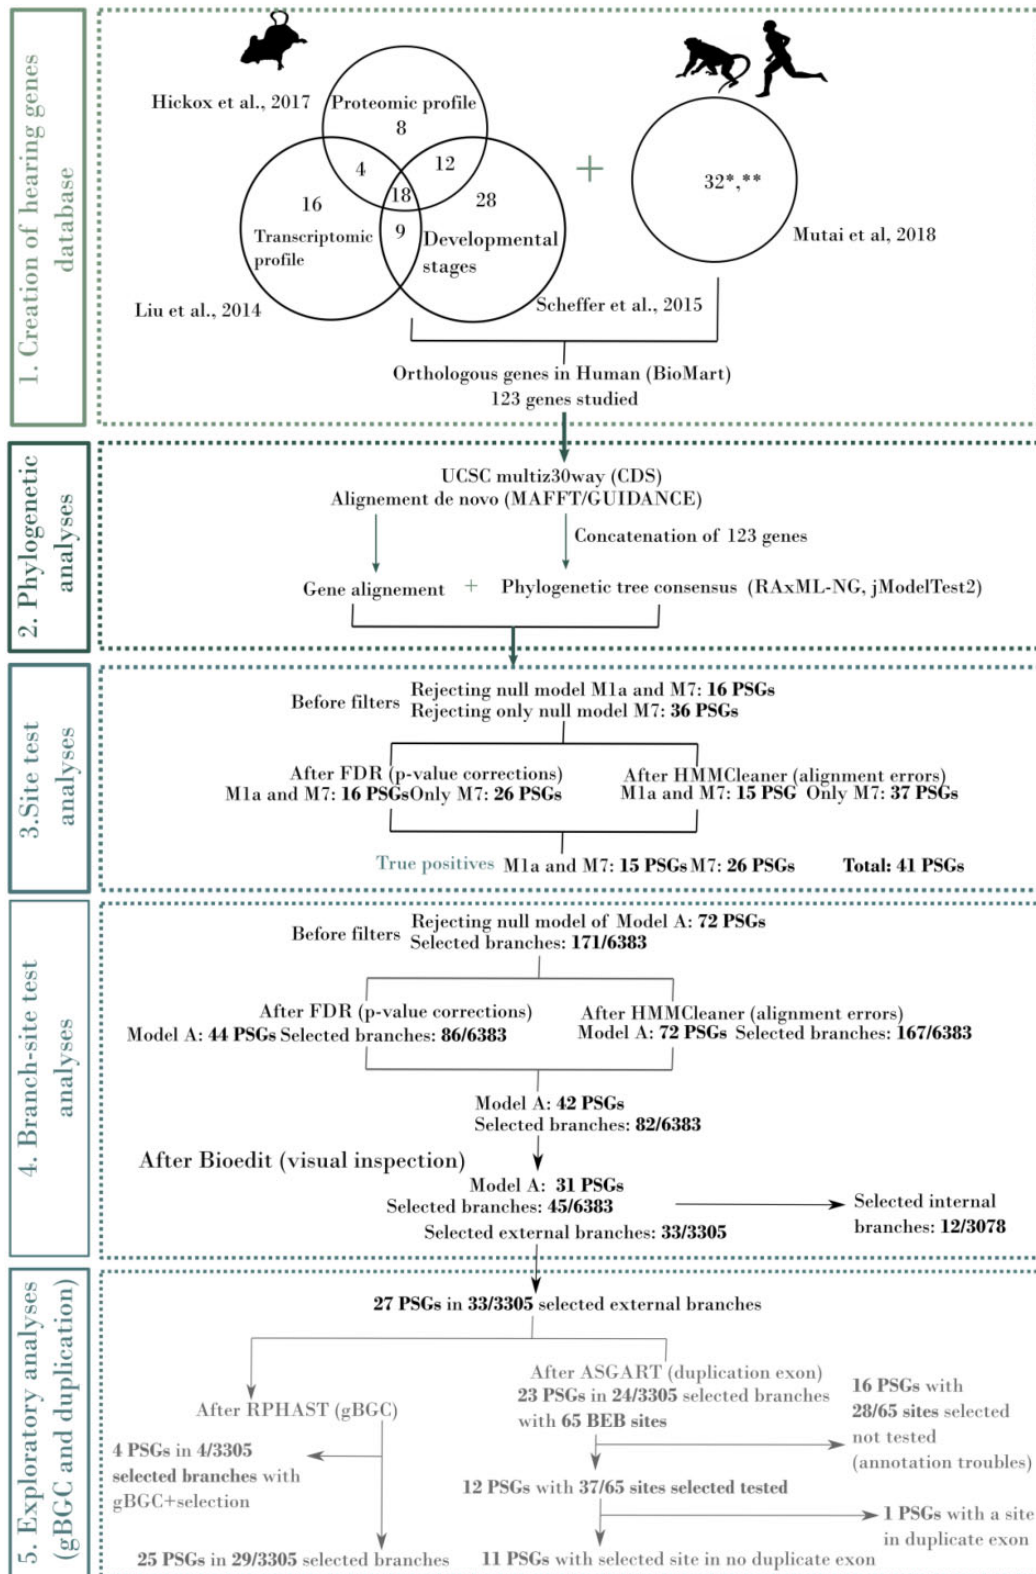 1. Creation of hearing genes
database
Hickox et al., 2017
Proteomic profile
8
4
12
18
16
28
9
Transcriptomic
profile
Developmental
stages
Liu et al., 2014
Scheffer et al., 2015
+
32*,**
Mutai et al, 2018
Orthologous genes in Human (BioMart)
123 genes studied
2. Phylogenetic
analyses
UCSC multiz30way (CDS)
Alignement de novo (MAFFT/GUIDANCE)
Concatenation of 123 genes
Gene alignement + Phylogenetic tree consensus (RAxML-NG, jModelTest2)
3.Site test
analyses
Before filters
Rejecting null model M1a and M7: 16 PSGs
Rejecting only null model M7: 36 PSGs
After FDR (p-value corrections)
M1a and M7: 16 PSGsOnly M7: 26 PSGs
After HMMCleaner (alignment errors)
M1a and M7: 15 PSG Only M7: 37 PSGs
True positives M1a and M7: 15 PSGs M7: 26 PSGs Total: 41 PSGs
4. Branch-site test
analyses
Before filters
Rejecting null model of Model A: 72 PSGs
Selected branches: 171/6383
After FDR (p-value corrections)
Model A: 44 PSGs Selected branches: 86/6383
After HMMCleaner (alignment errors)
Model A: 72 PSGs Selected branches: 167/6383
Model A: 42 PSGs
Selected branches: 82/6383
After Bioedit (visual inspection)
Model A: 31 PSGs
Selected branches: 45/6383
Selected external branches: 33/3305
Selected internal
branches: 12/3078
5. Exploratory analyses
(gBGC and duplication)
27 PSGs in 33/3305 selected external branches
After RPHAST (gBGC)
4 PSGs in 4/3305
selected branches with
gBGC+selection
25 PSGs in 29/3305 selected branches
After ASGART (duplication exon)
23 PSGs in 24/3305 selected branches
with 65 BEB sites
16 PSGs with
28/65 sites selected
not tested
(annotation troubles)
12 PSGs with 37/65 sites selected tested
1 PSGs with a site
in duplicate exon
11 PSGs with selected site in no duplicate exon